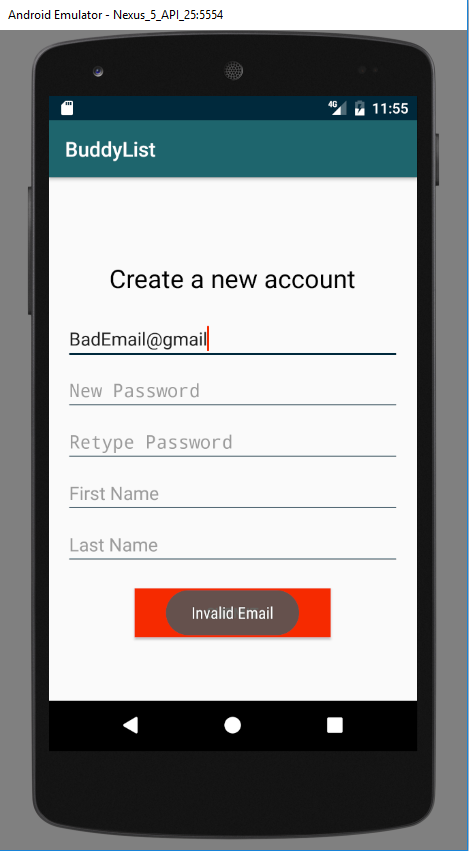 Android Emulator - Nexus_5_API_25:5554
4G 11:55
BuddyList
Create a new account
BadEmail@gmail
New Password
Retype Password
First Name
Last Name
Invalid Email